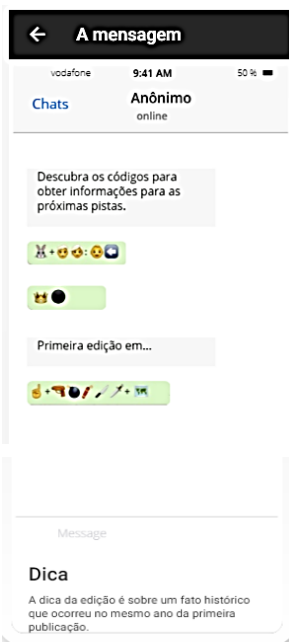 A mensagem
vodafone 9:41 AM 50 %
Chats Anônimo
online
Descubra os códigos para
obter informações para as
próximas pistas.
+ :
Primeira edição em...
+ +
Message
Dica
A dica da edição é sobre um fato histórico
que ocorreu no mesmo ano da primeira
publicação.